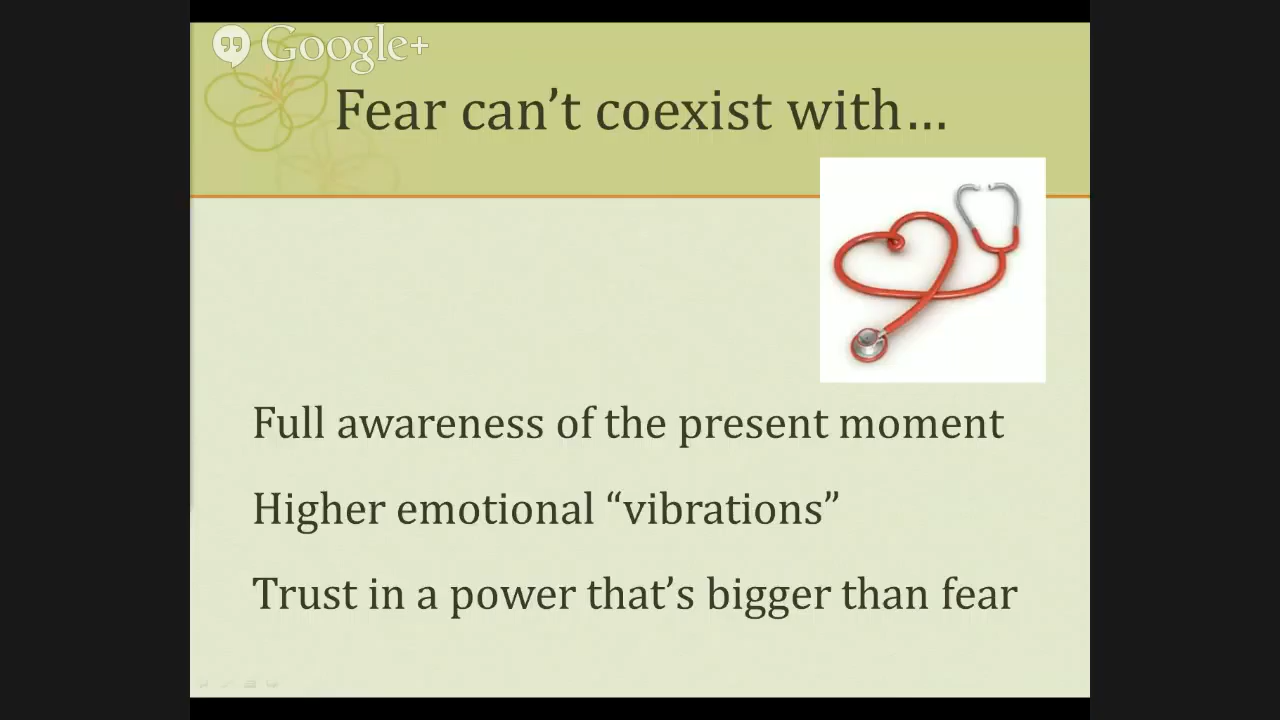 Google+
Fear can’t coexist with…
Full awareness of the present moment
Higher emotional “vibrations”
Trust in a power that’s bigger than fear